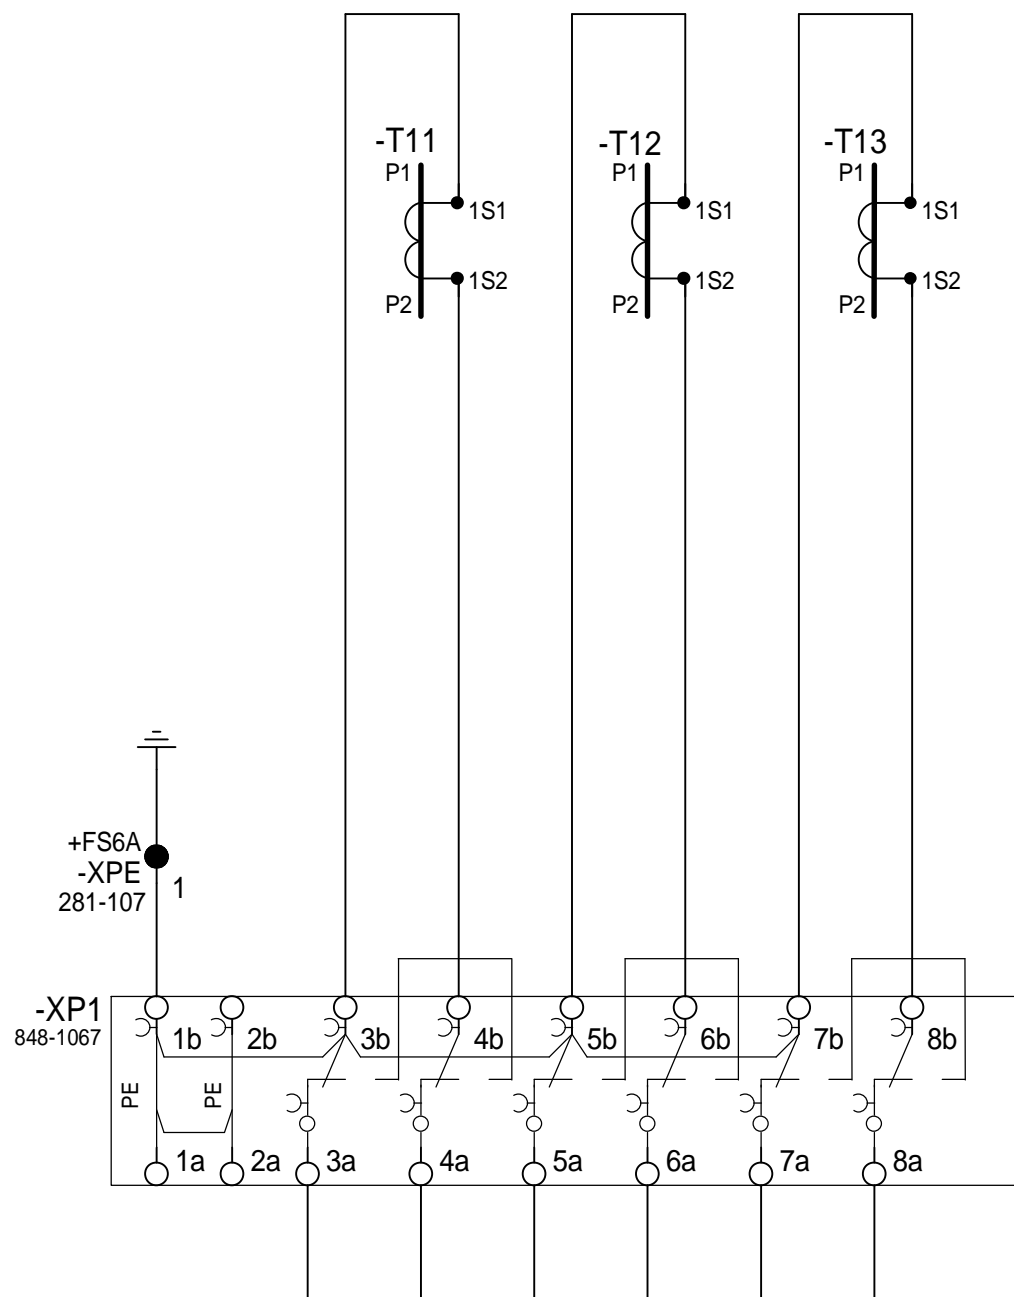 -T11
P1
1S1
1S2
P2
-T12
P1
1S1
1S2
P2
-T13
P1
1S1
1S2
P2
+FS6A
-XPE
281-107
1
-XP1
848-1067
1b
2b
3b
4b
5b
6b
7b
8b
PE
PE
1a
2a
3a
4a
5a
6a
7a
8a